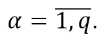 α = \overline{1, q}.